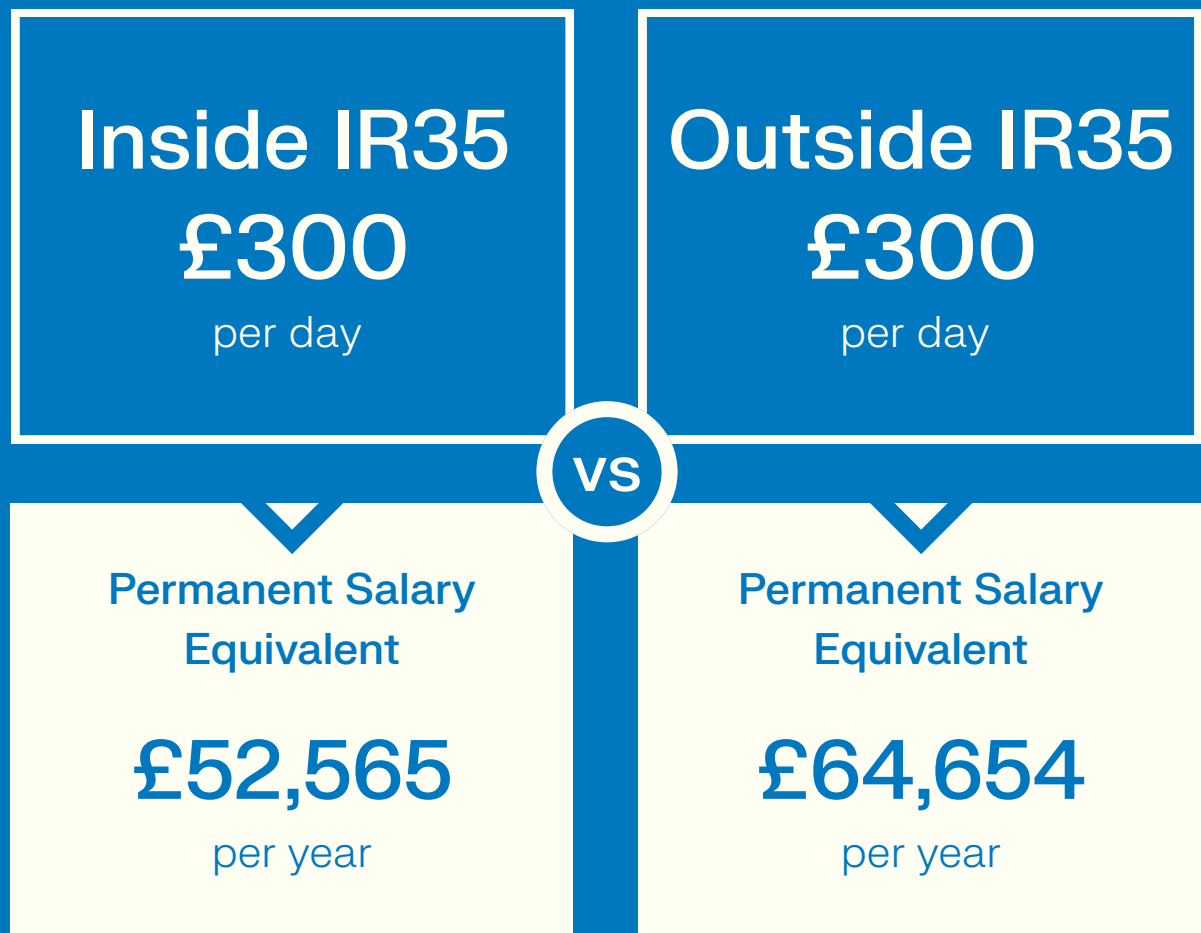 Inside IR35
£300
per day
Outside IR35
£300
per day
vs
Permanent Salary
Equivalent
£52,565
per year
Permanent Salary
Equivalent
£64,654
per year